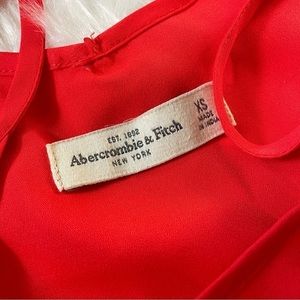 EST. 1892
Abercrombie & Fitch
NEW YORK
XS
MADE
IN INDIA